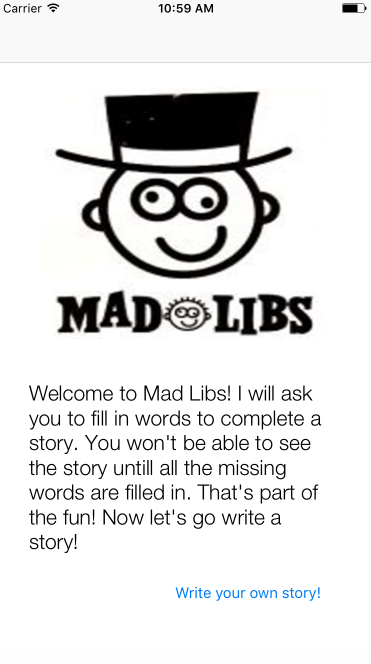 Carrier 10:59 AM
MAD LIBS
Welcome to Mad Libs! I will ask
you to fill in words to complete a
story. You won't be able to see
the story untill all the missing
words are filled in. That's part of
the fun! Now let's go write a
story!
Write your own story!